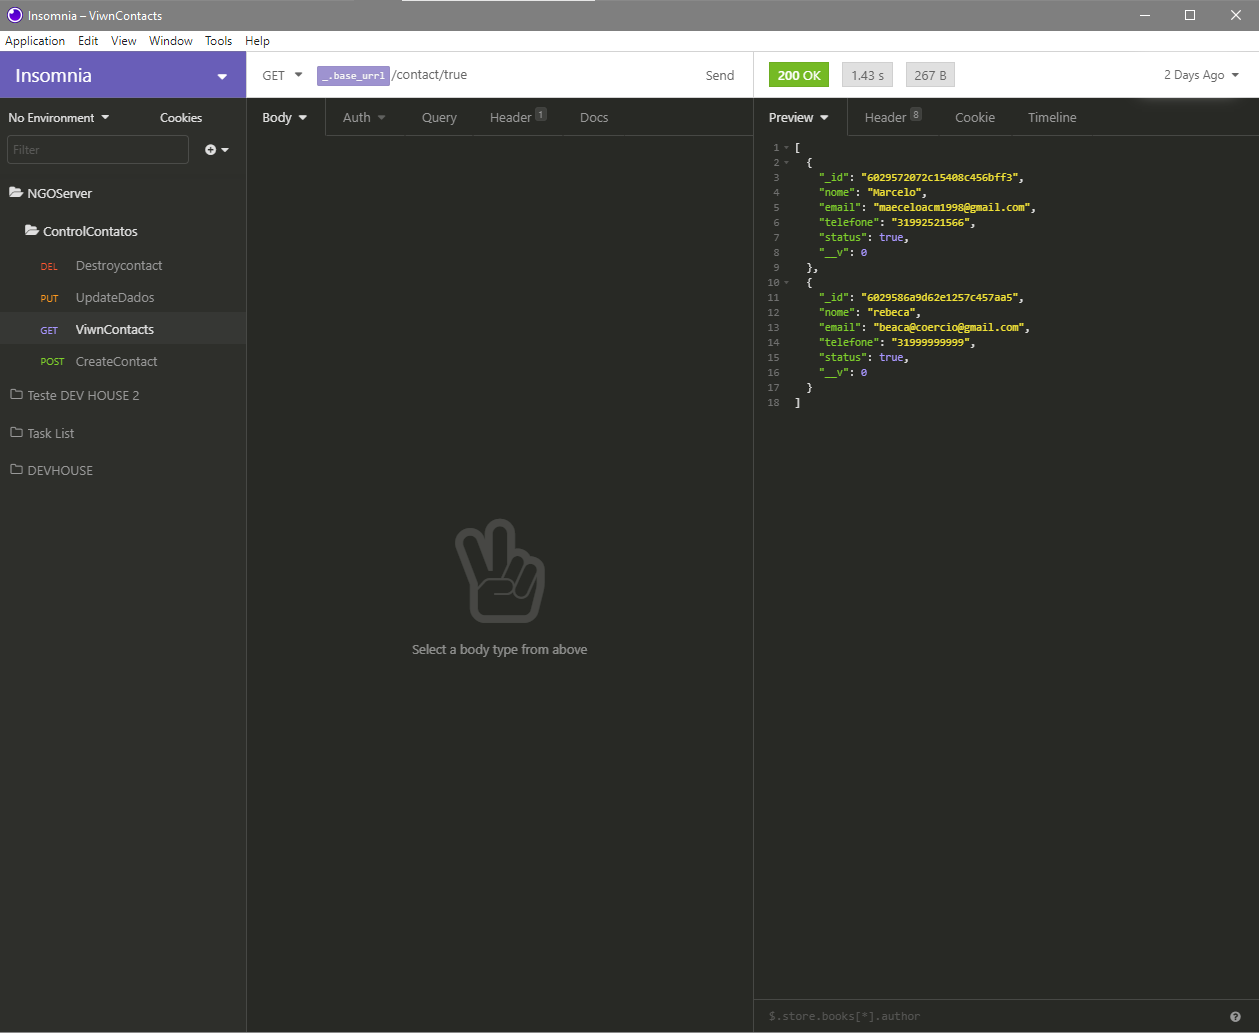 Insomnia – ViwnContacts
Application Edit View Window Tools Help
Insomnia
GET _.base_urrl /contact/true Send
200 OK 1.43 s 267 B 2 Days Ago
No Environment Cookies
Body Auth Query Header 1 Docs
Preview Header 8 Cookie Timeline
Filter
NGOServer
ControlContatos
DEL Destroycontact
PUT UpdateDados
GET ViwnContacts
POST CreateContact
Teste DEV HOUSE 2
Task List
DEVHOUSE
Select a body type from above
1 [
2 {
3 "_id": "6029572072c15408c456bff3",
4 "nome": "Marcelo",
5 "email": "maeceloacm1998@gmail.com",
6 "telefone": "31992521566",
7 "status": true,
8 "__v": 0
9 },
10 {
11 "_id": "6029586a9d62e1257c457aa5",
12 "nome": "rebeca",
13 "email": "beaca@coercio@gmail.com",
14 "telefone": "31999999999",
15 "status": true,
16 "__v": 0
17 }
18 ]
$.store.books[*].author